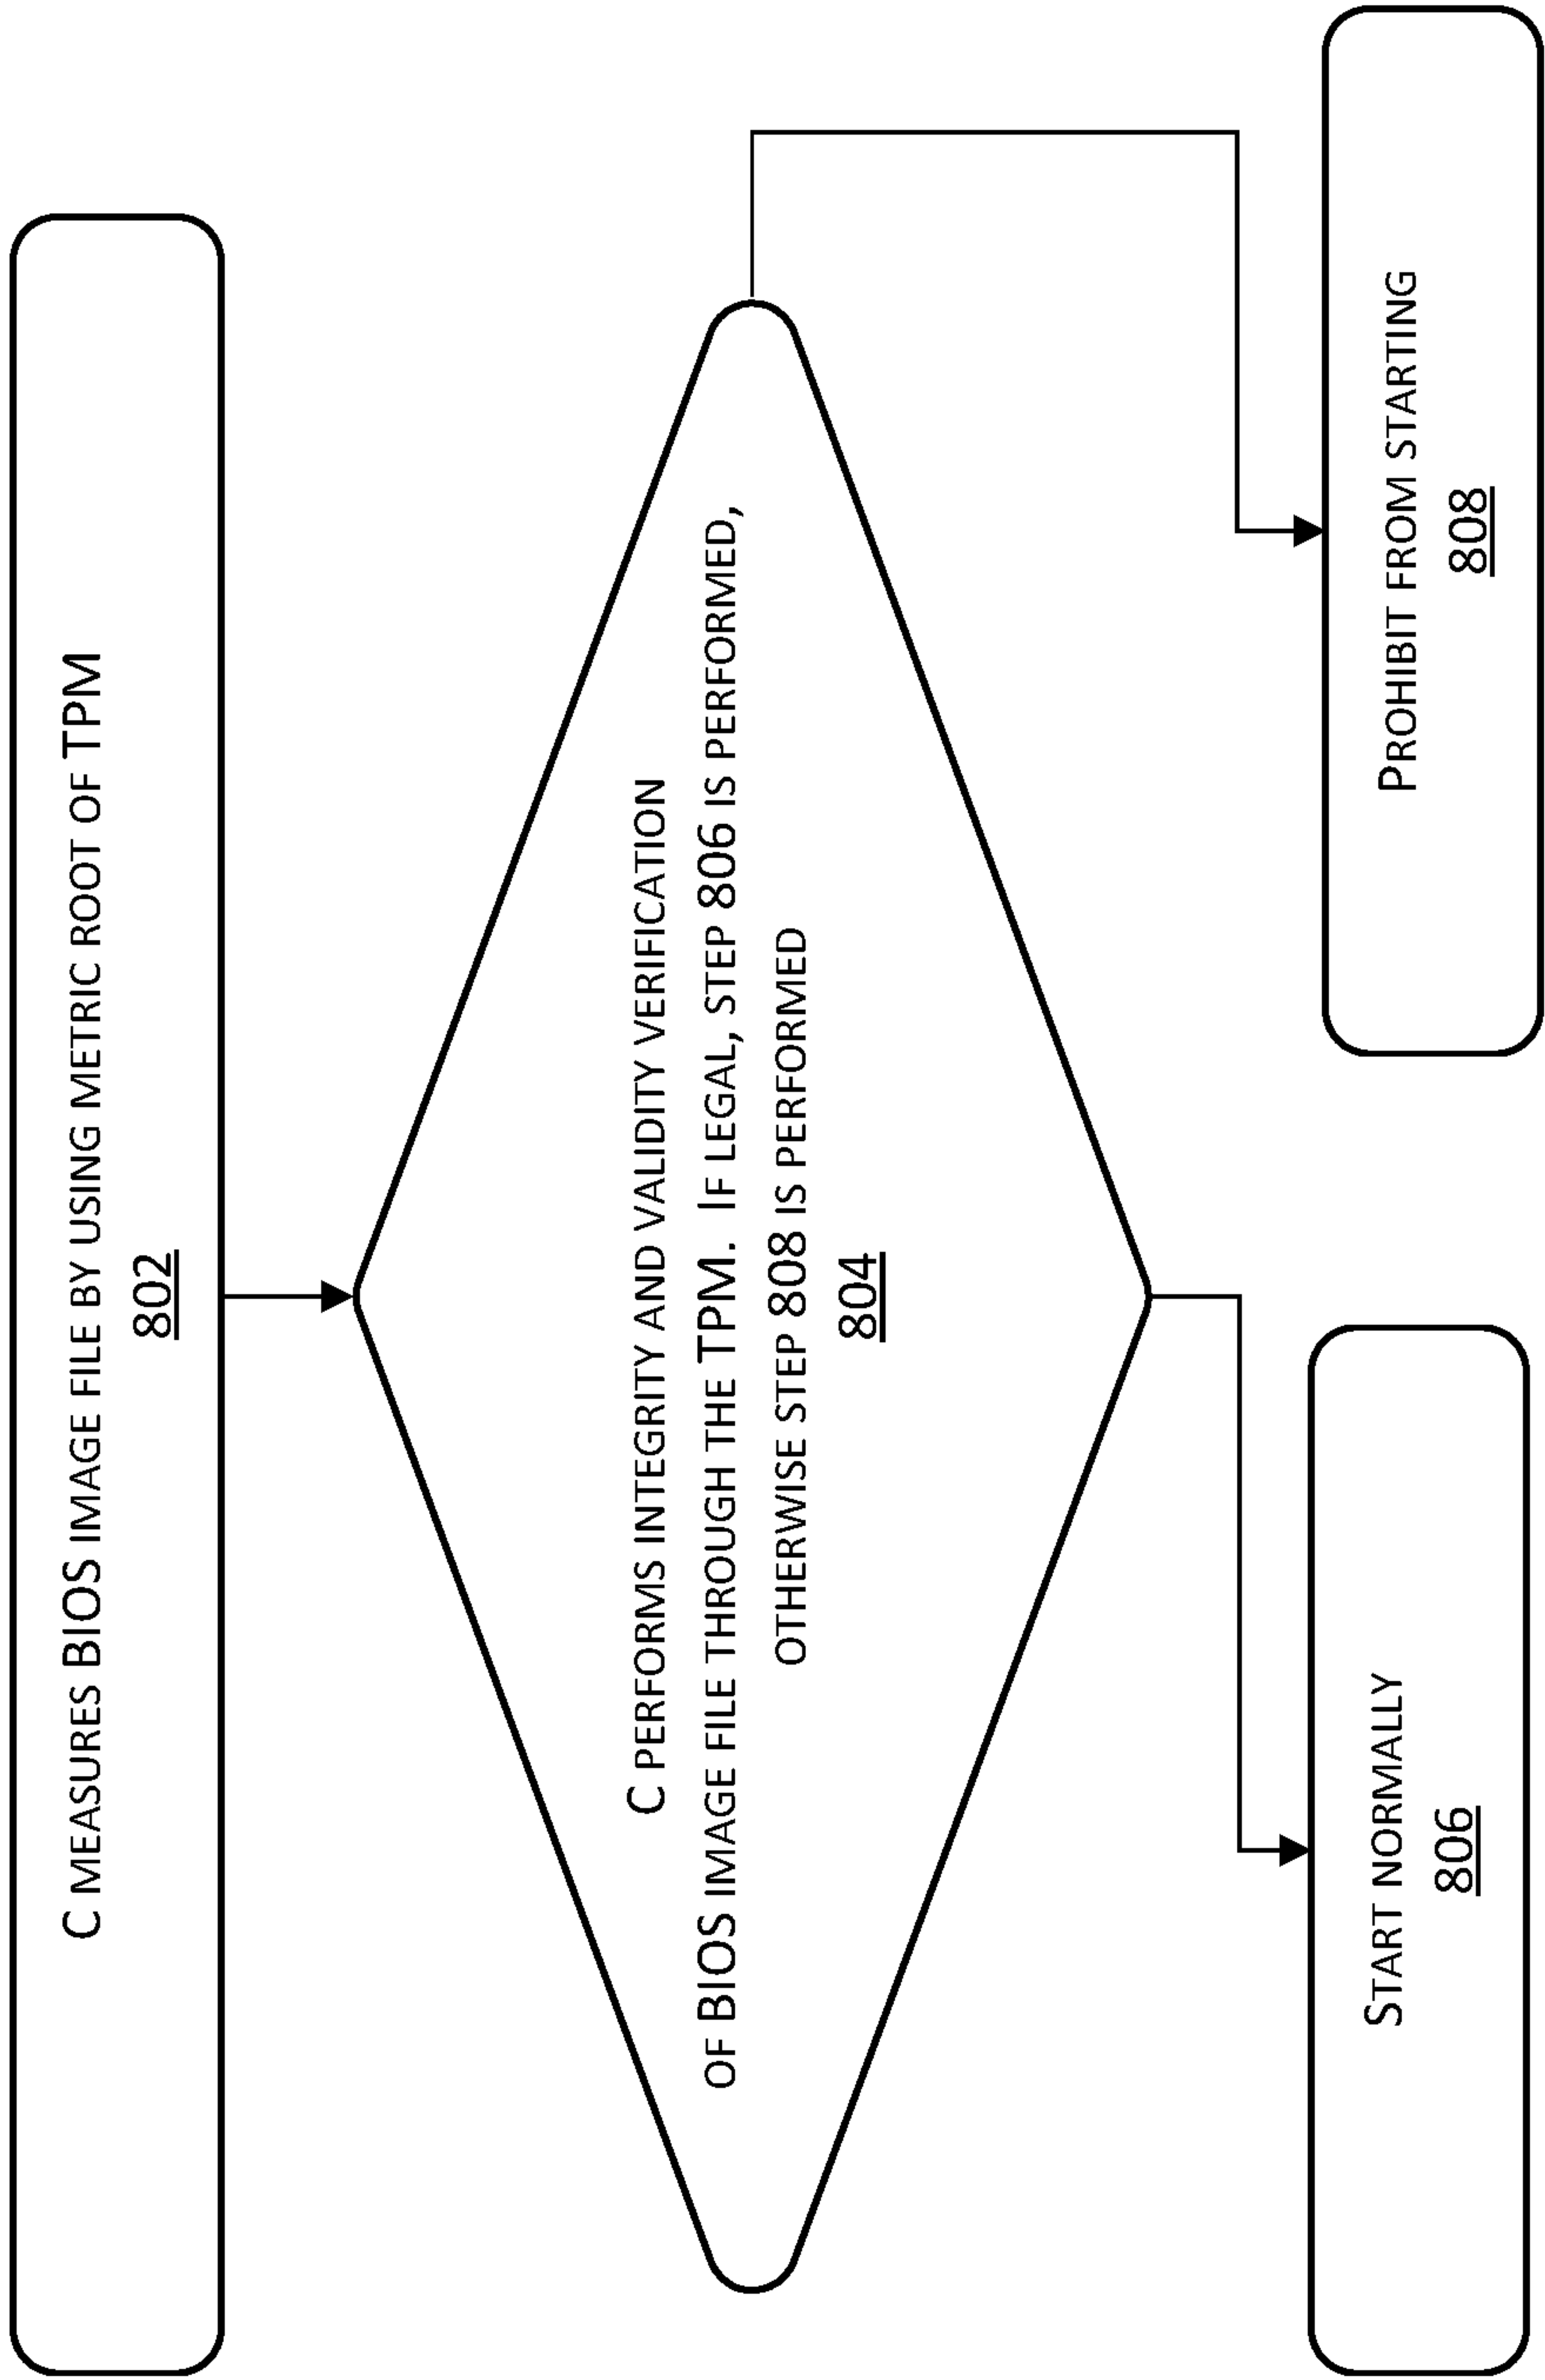 C MEASURES BIOS IMAGE FILE BY USING METRIC ROOT OF TPM
802
C PERFORMS INTEGRITY AND VALIDITY VERIFICATION
OF BIOS IMAGE FILE THROUGH THE TPM. IF LEGAL, STEP 806 IS PERFORMED,
OTHERWISE STEP 808 IS PERFORMED
804
START NORMALLY
806
PROHIBIT FROM STARTING
808